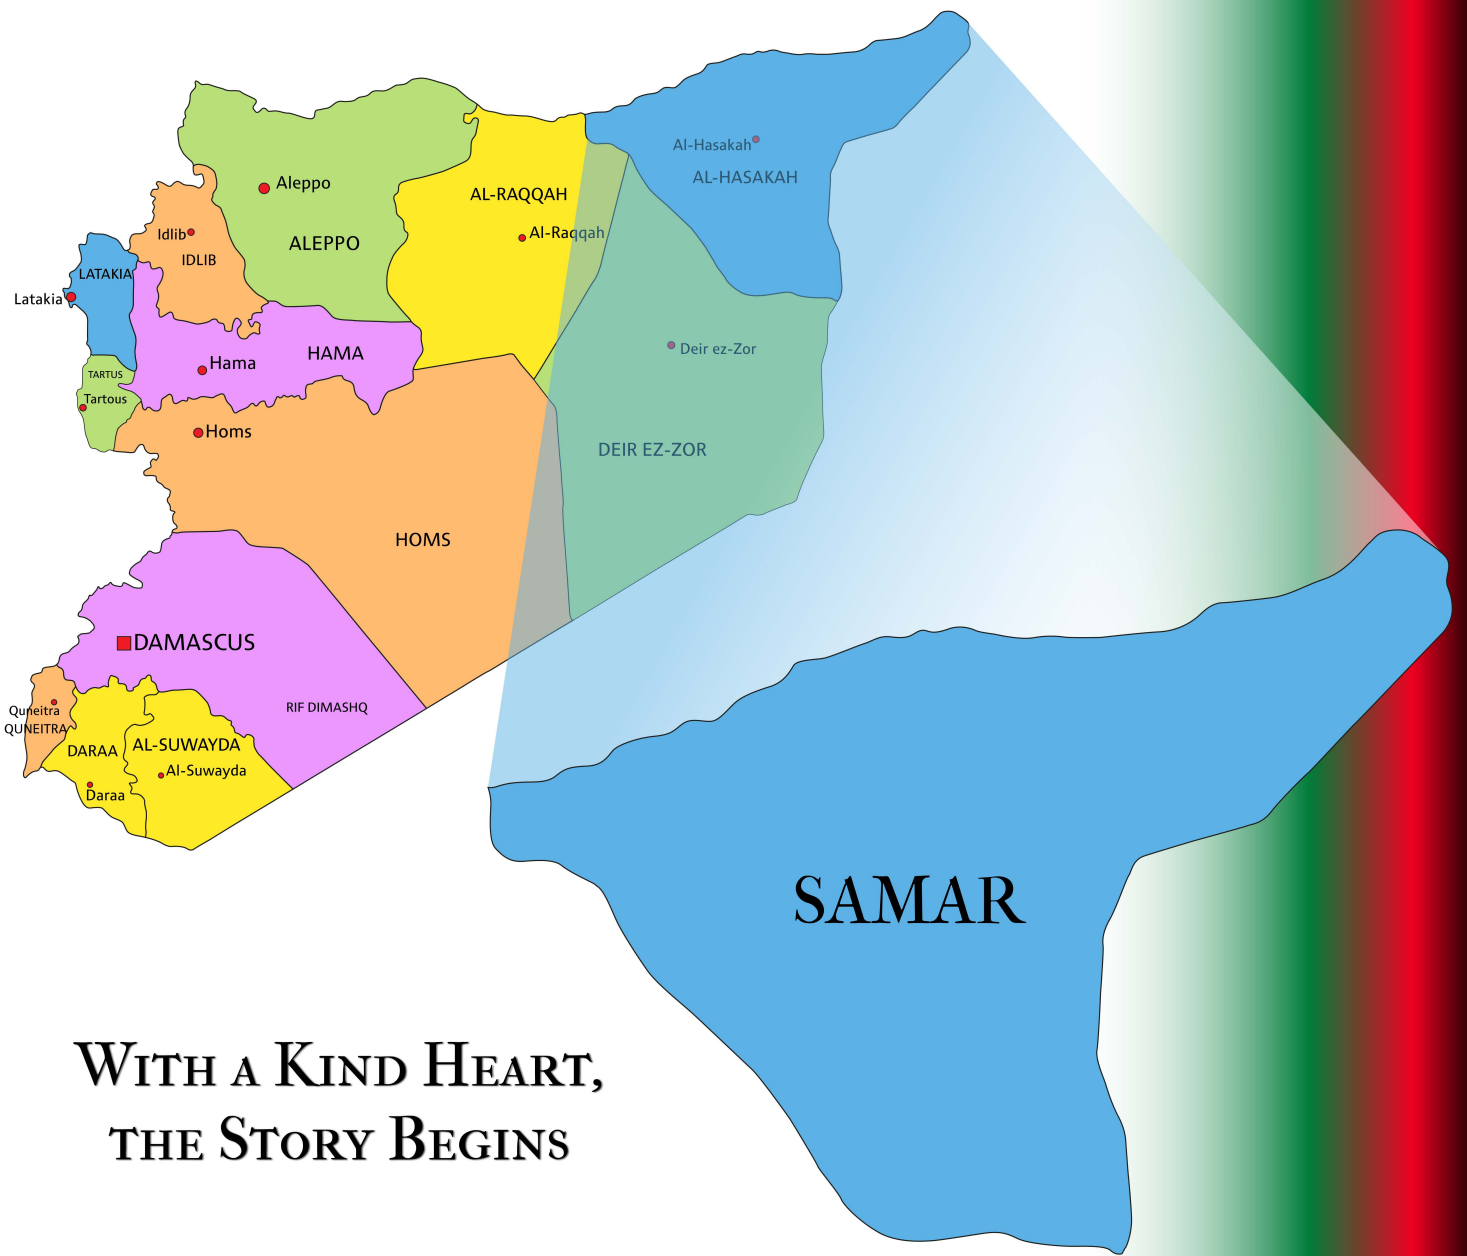 Al-Hasakah
AL-HASAKAH
Aleppo
AL-RAQQAH
Al-Raqqah
Idlib
ALEPPO
IDLIB
LATAKIA
Latakia
Deir ez-Zor
HAMA
Hama
TARTUS
Tartous
Homs
DEIR EZ-ZOR
HOMS
DAMASCUS
RIF DIMASHQ
Quneitra
QUNEITRA
DARAA
AL-SUWAYDA
Al-Suwayda
Daraa
SAMAR
WITH A KIND HEART,
THE STORY BEGINS